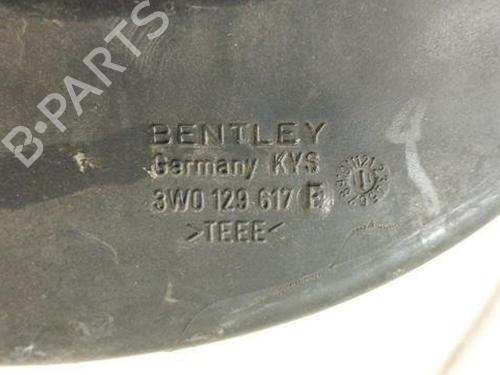 B-PARTS
BENTLEY
Germany KYS
3W0 129 617
>TEEE<